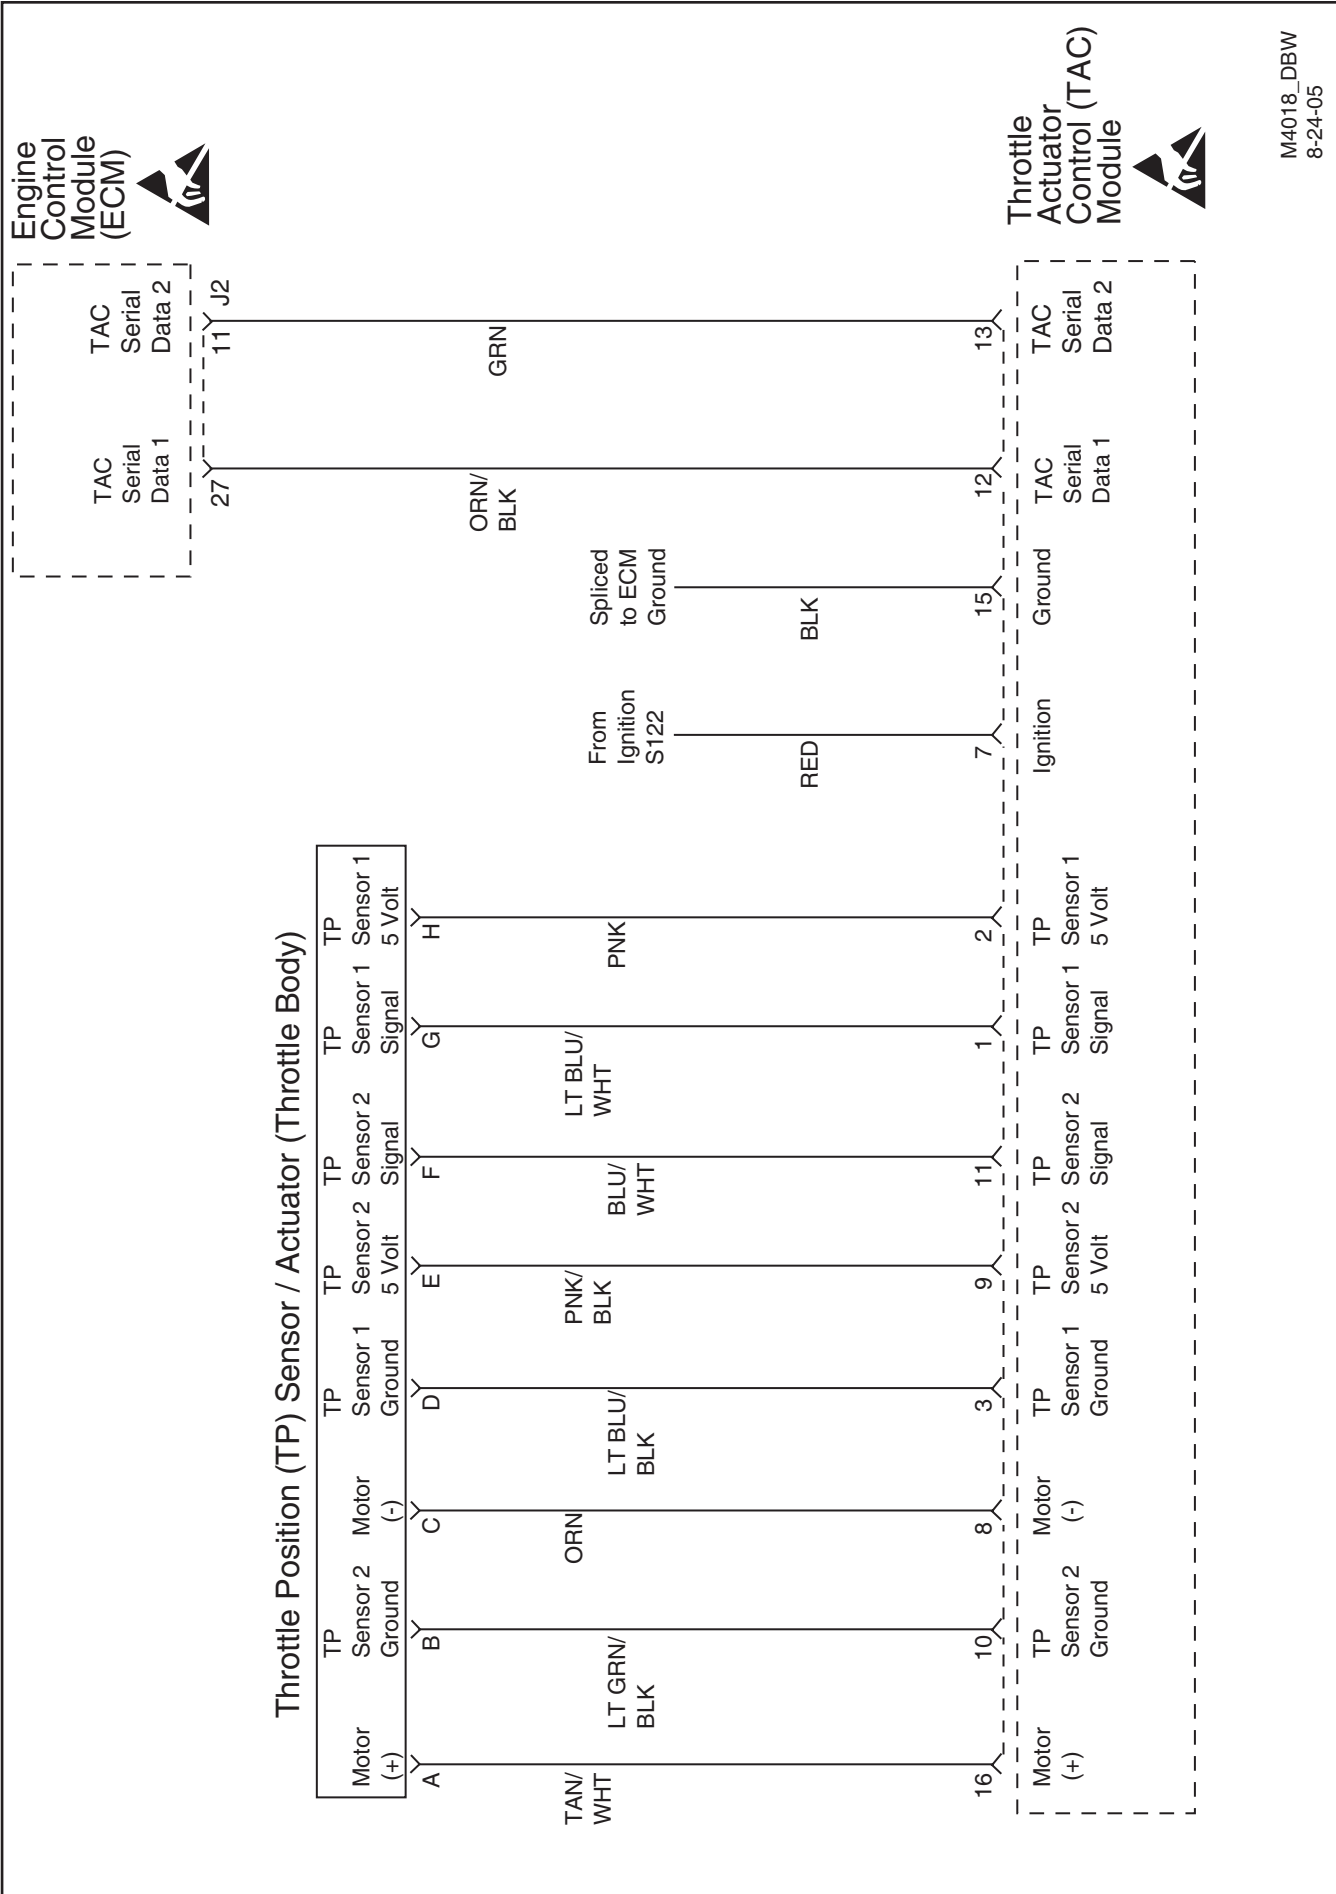 Throttle Position (TP) Sensor / Actuator (Throttle Body)
Motor
(+)
TP
Sensor 2
Ground
Motor
(-)
TP
Sensor 1
Ground
TP
Sensor 2
5 Volt
TP
Sensor 2
Signal
TP
Sensor 1
Signal
TP
Sensor 1
5 Volt
A
B
C
D
E
F
G
H
TAN/
WHT
LT GRN/
BLK
ORN
LT BLU/
BLK
PNK/
BLK
BLU/
WHT
LT BLU/
WHT
PNK
From
Ignition
S122
RED
Spliced
to ECM
Ground
BLK
Engine
Control
Module
(ECM)
TAC
Serial
Data 1
TAC
Serial
Data 2
27
11
J2
ORN/
BLK
GRN
16
10
8
3
9
11
1
2
7
15
12
13
Motor
(+)
TP
Sensor 2
Ground
Motor
(-)
TP
Sensor 1
Ground
TP
Sensor 2
5 Volt
TP
Sensor 2
Signal
TP
Sensor 1
Signal
TP
Sensor 1
5 Volt
Ignition
Ground
TAC
Serial
Data 1
TAC
Serial
Data 2
Throttle
Actuator
Control (TAC)
Module
M4018_DBW
8-24-05